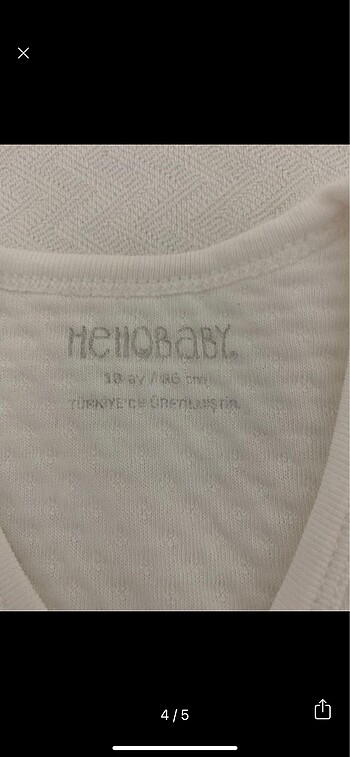 HelloBaby
18 ay / 86 cm
TÜRKİYE'DE ÜRETİLMİŞTİR.
4 / 5